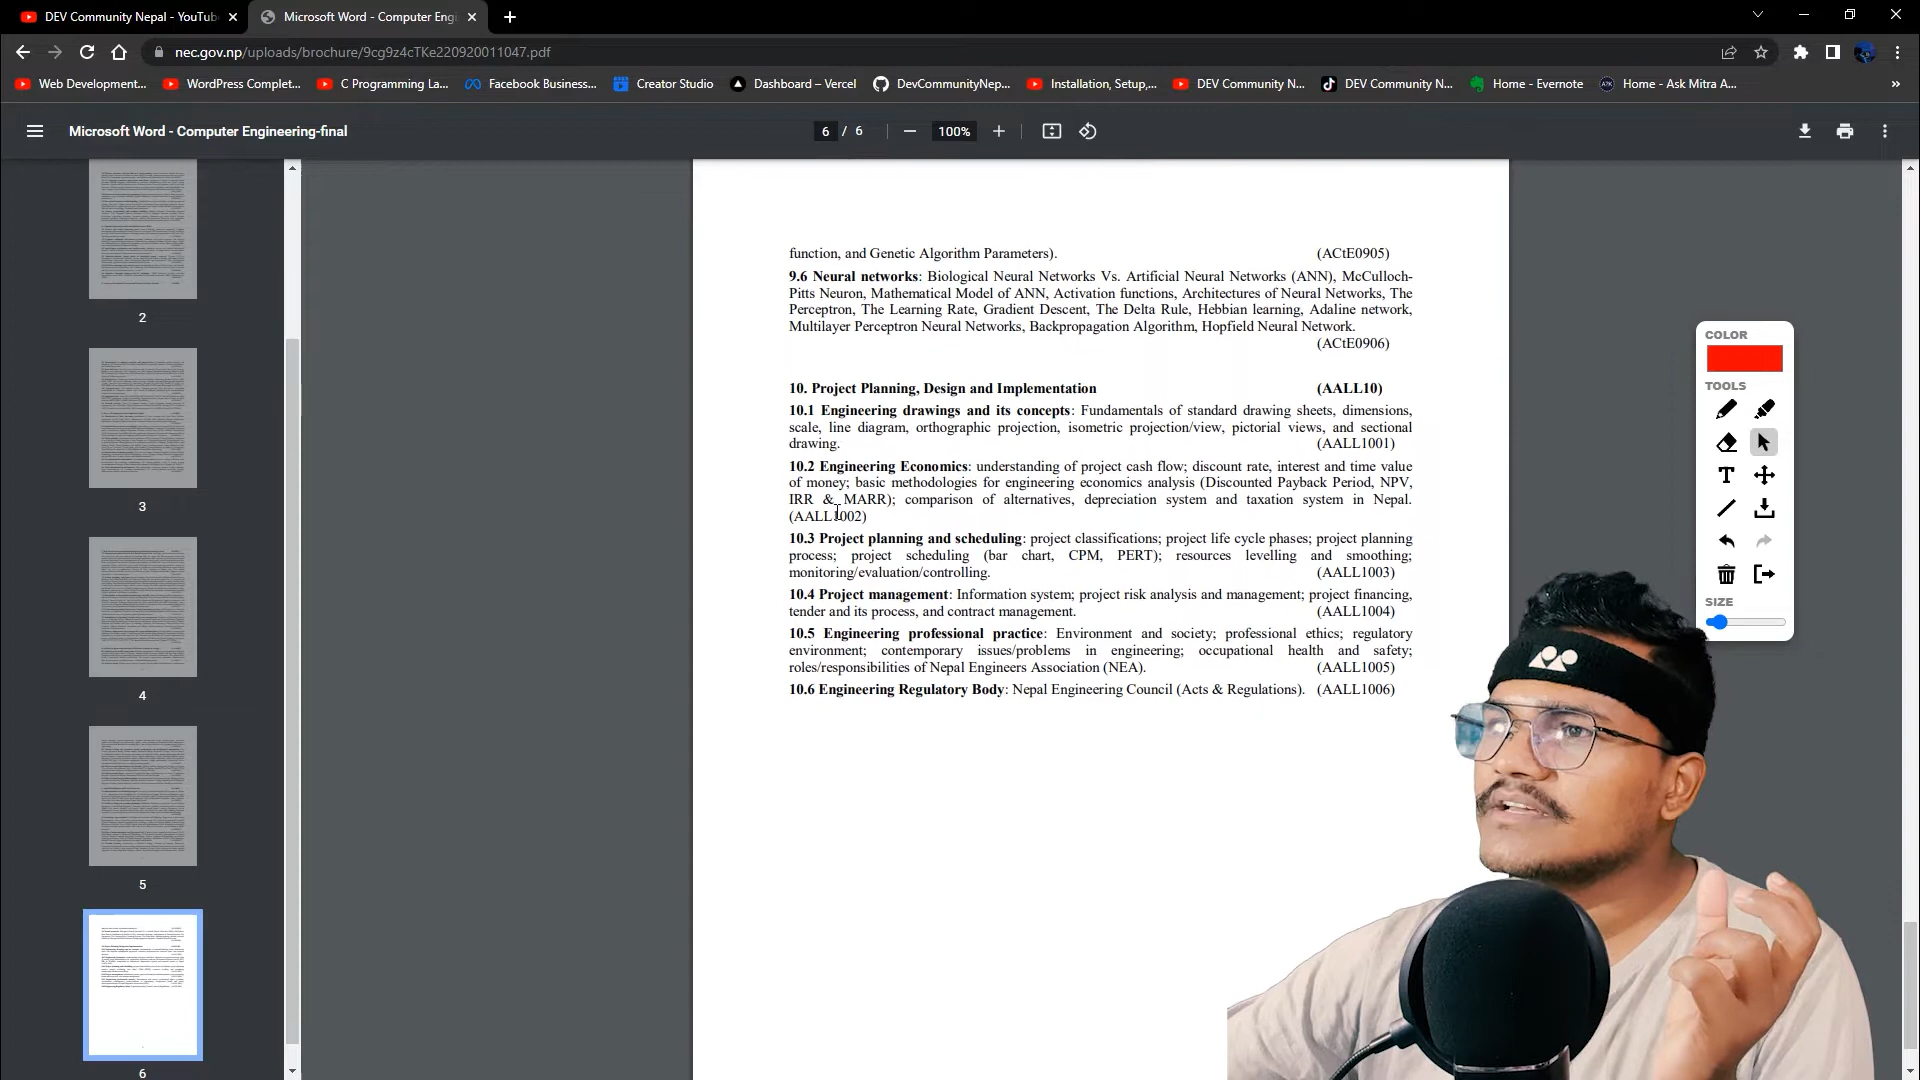 DEV Community Nepal - YouTub
Microsoft Word - Computer Engi
nec.gov.np/uploads/brochure/9cg9z4cTKe220920011047.pdf
Web Development...
WordPress Complet...
C Programming La...
Facebook Business...
Creator Studio
Dashboard – Vercel
DevCommunityNep...
Installation, Setup,...
DEV Community N...
DEV Community N...
Home - Evernote
Home - Ask Mitra A...
Microsoft Word - Computer Engineering-final
6 / 6
100%
2
3
4
5
6
function, and Genetic Algorithm Parameters). (ACtE0905)
9.6 Neural networks: Biological Neural Networks Vs. Artificial Neural Networks (ANN), McCulloch-
Pitts Neuron, Mathematical Model of ANN, Activation functions, Architectures of Neural Networks, The
Perceptron, The Learning Rate, Gradient Descent, The Delta Rule, Hebbian learning, Adaline network,
Multilayer Perceptron Neural Networks, Backpropagation Algorithm, Hopfield Neural Network.
(ACtE0906)
10. Project Planning, Design and Implementation (AALL10)
10.1 Engineering drawings and its concepts: Fundamentals of standard drawing sheets, dimensions,
scale, line diagram, orthographic projection, isometric projection/view, pictorial views, and sectional
drawing. (AALL1001)
10.2 Engineering Economics: understanding of project cash flow; discount rate, interest and time value
of money; basic methodologies for engineering economics analysis (Discounted Payback Period, NPV,
IRR & MARR); comparison of alternatives, depreciation system and taxation system in Nepal.
(AALL1002)
10.3 Project planning and scheduling: project classifications; project life cycle phases; project planning
process; project scheduling (bar chart, CPM, PERT); resources levelling and smoothing;
monitoring/evaluation/controlling. (AALL1003)
10.4 Project management: Information system; project risk analysis and management; project financing,
tender and its process, and contract management. (AALL1004)
10.5 Engineering professional practice: Environment and society; professional ethics; regulatory
environment; contemporary issues/problems in engineering; occupational health and safety;
roles/responsibilities of Nepal Engineers Association (NEA). (AALL1005)
10.6 Engineering Regulatory Body: Nepal Engineering Council (Acts & Regulations). (AALL1006)
COLOR
TOOLS
T
SIZE